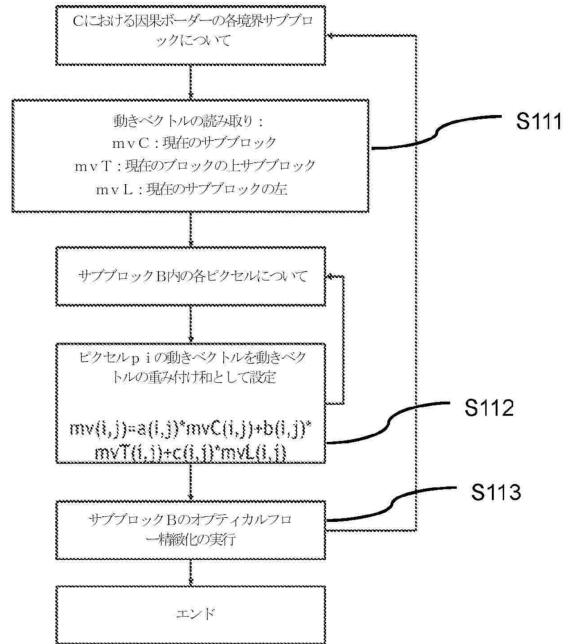 Cにおける因果ボーダーの各境界サブブロ
ックについて
動きベクトルの読み取り：
mvC：現在のサブブロック
mvT：現在のブロックの上サブブロック
mvL：現在のサブブロックの左
S111
サブブロックB内の各ピクセルについて
ピクセルpiの動きベクトルを動きベク
トルの重み付け和として設定
mv(i,j)=a(i,j)*mvC(i,j)+b(i,j)*
mvT(i,j)+c(i,j)*mvL(i,j)
S112
サブブロックBのオプティカルフロ
ー精緻化の実行
S113
エンド